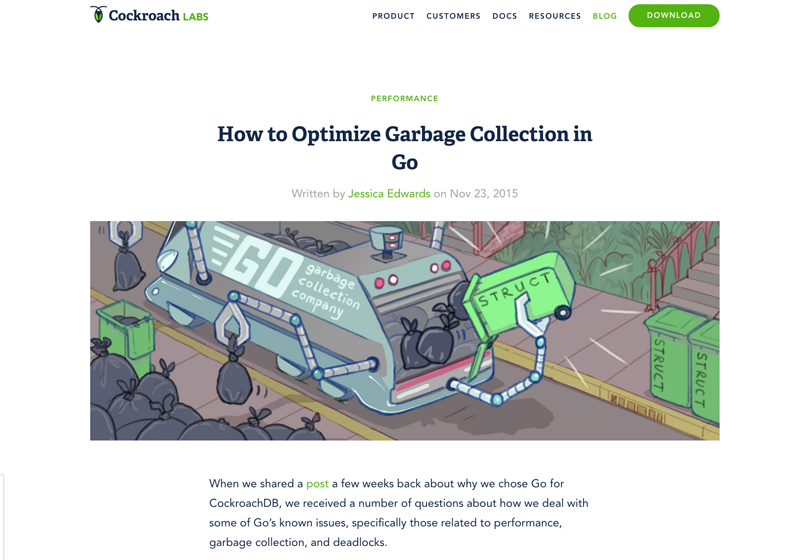 Cockroach LABS
PRODUCT CUSTOMERS DOCS RESOURCES BLOG DOWNLOAD
PERFORMANCE
How to Optimize Garbage Collection in
Go
Written by Jessica Edwards on Nov 23, 2015
GO garbage
collection
company
STRUCT
STRUCT
STRUCT
When we shared a post a few weeks back about why we chose Go for
CockroachDB, we received a number of questions about how we deal with
some of Go’s known issues, specifically those related to performance,
garbage collection, and deadlocks.